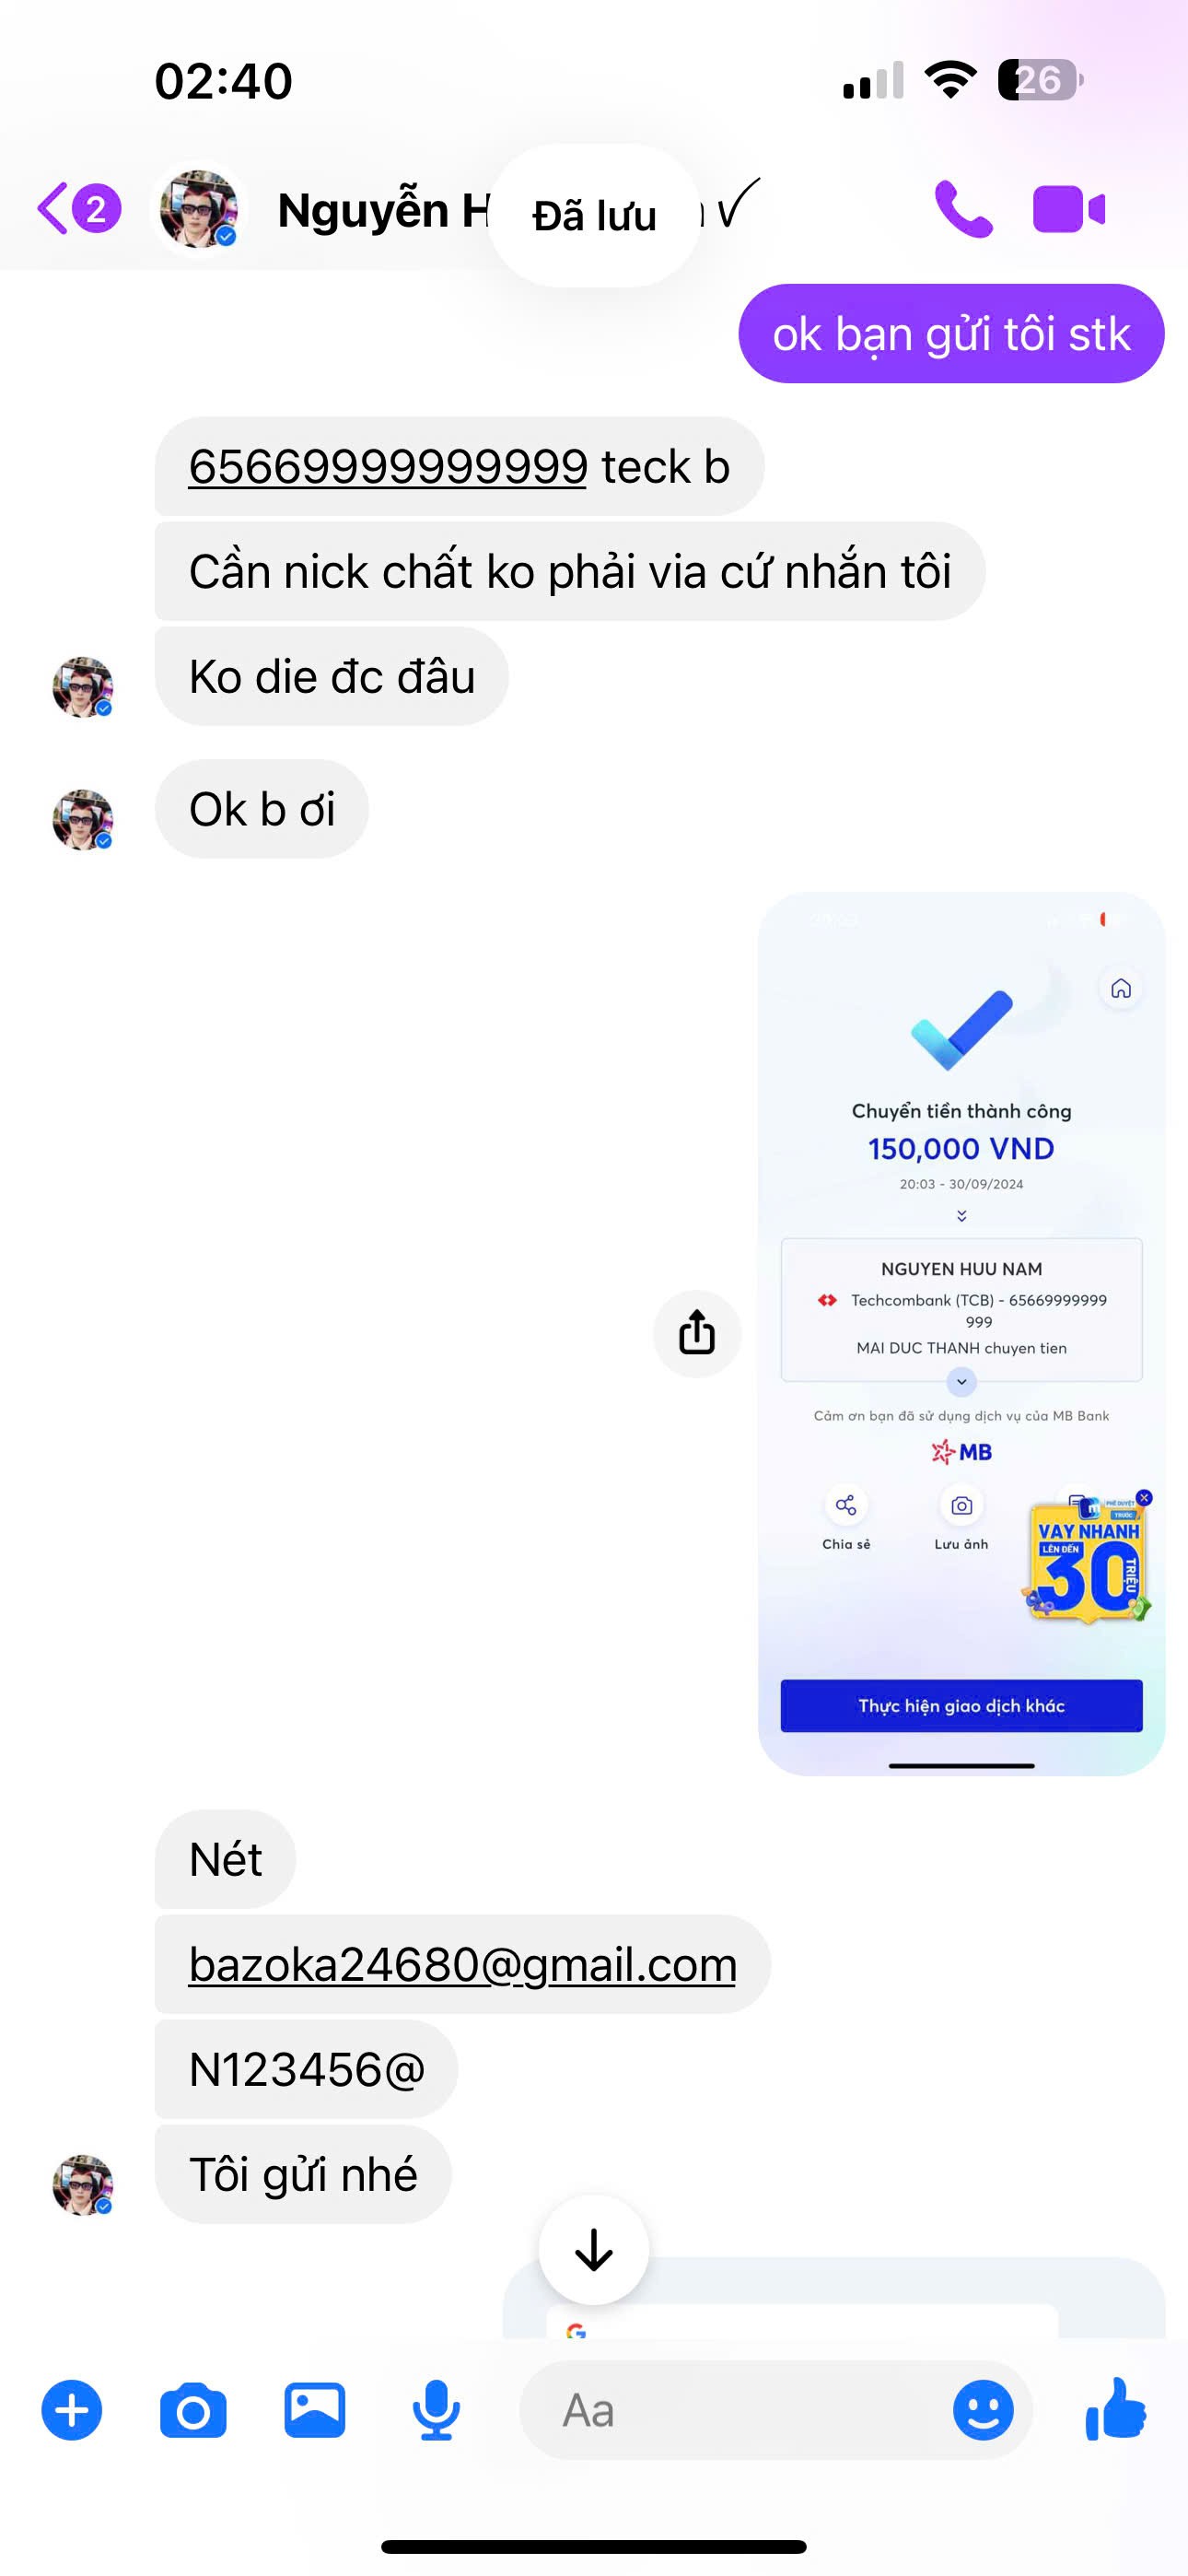 02:40
26
2
Nguyễn H
Đã lưu
ok bạn gửi tôi stk
65669999999999 teck b
Cần nick chất ko phải via cứ nhắn tôi
Ko die đc đâu
Ok b ơi
Chuyển tiền thành công
150,000 VND
20:03 - 30/09/2024
NGUYEN HUU NAM
Techcombank (TCB) - 65669999999
999
MAI DUC THANH chuyen tien
Cảm ơn bạn đã sử dụng dịch vụ của MB Bank
MB
Chia sẻ
Lưu ảnh
PHÊ DUYỆT
TRƯỚC
VAY NHANH
LÊN ĐẾN
30
TRIỆU
Thực hiện giao dịch khác
Nét
bazoka24680@gmail.com
N123456@
Tôi gửi nhé
Aa